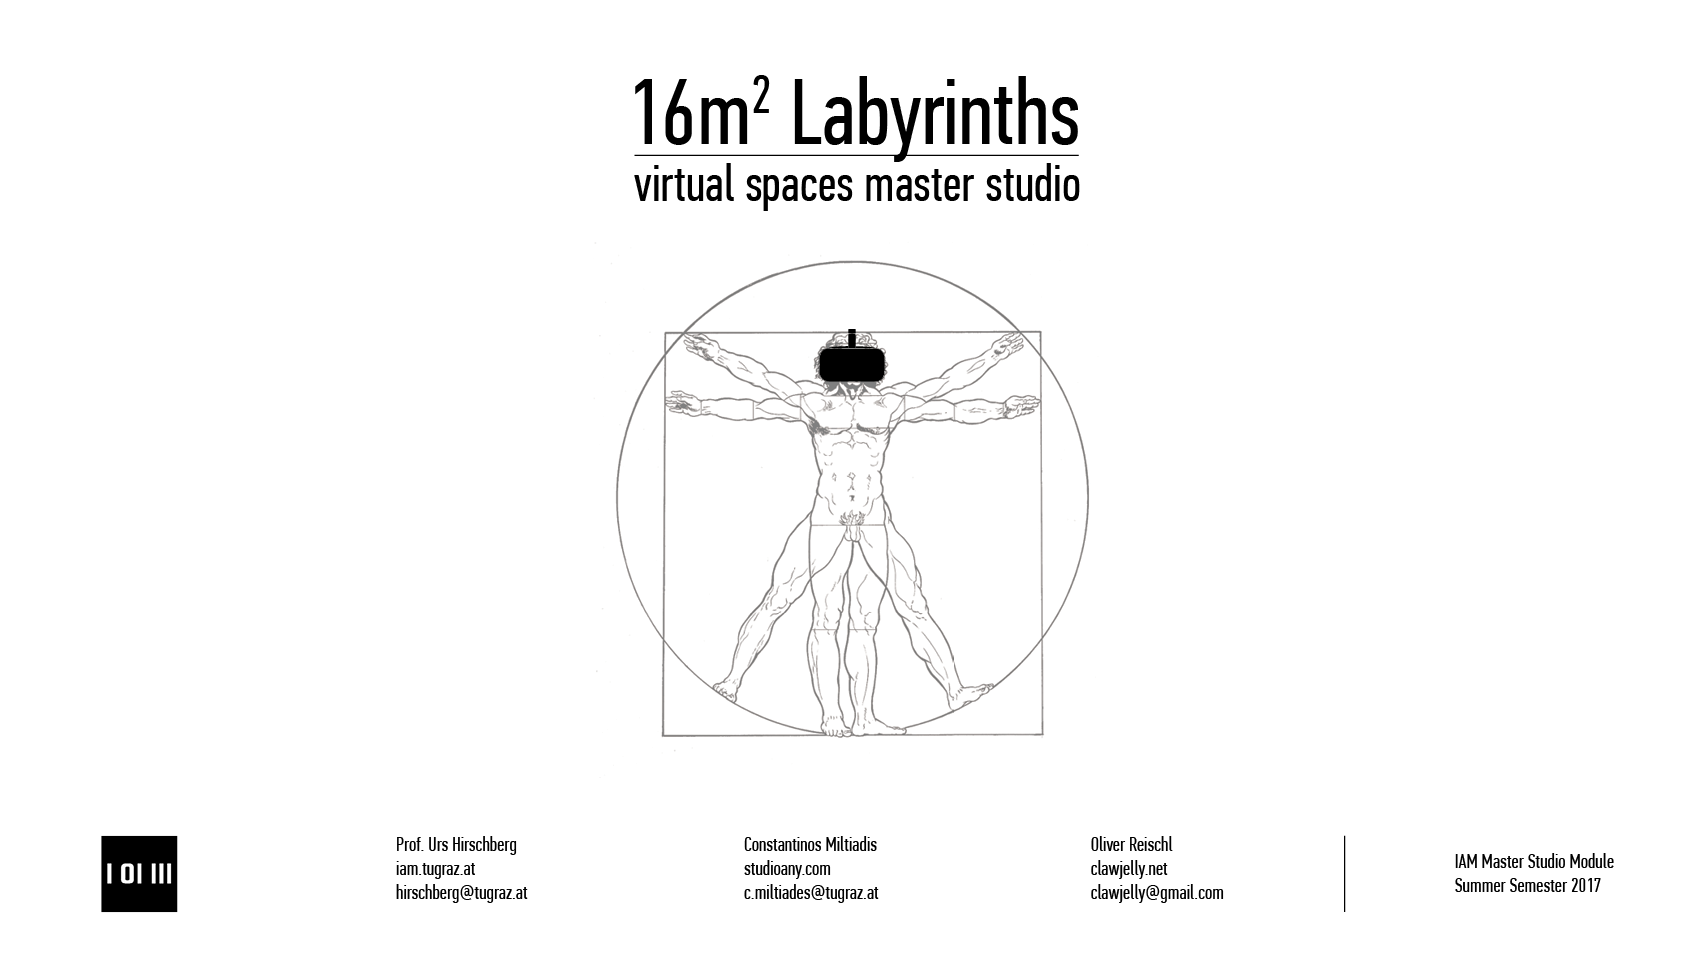 16m² Labyrinths
virtual spaces master studio
I OI III
Prof. Urs Hirschberg
iam.tugraz.at
hirschberg@tugraz.at
Constantinos Miltiadis
studioany.com
c.miltiades@tugraz.at
Oliver Reischl
clawjelly.net
clawjelly@gmail.com
IAM Master Studio Module
Summer Semester 2017